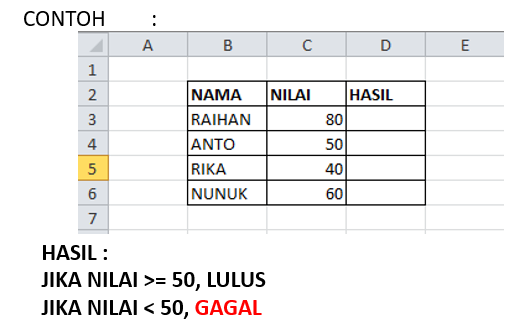 CONTOH :
A B C D E
1
2 NAMA NILAI HASIL
3 RAIHAN 80
4 ANTO 50
5 RIKA 40
6 NUNUK 60
7
HASIL :
JIKA NILAI >= 50, LULUS
JIKA NILAI < 50, GAGAL